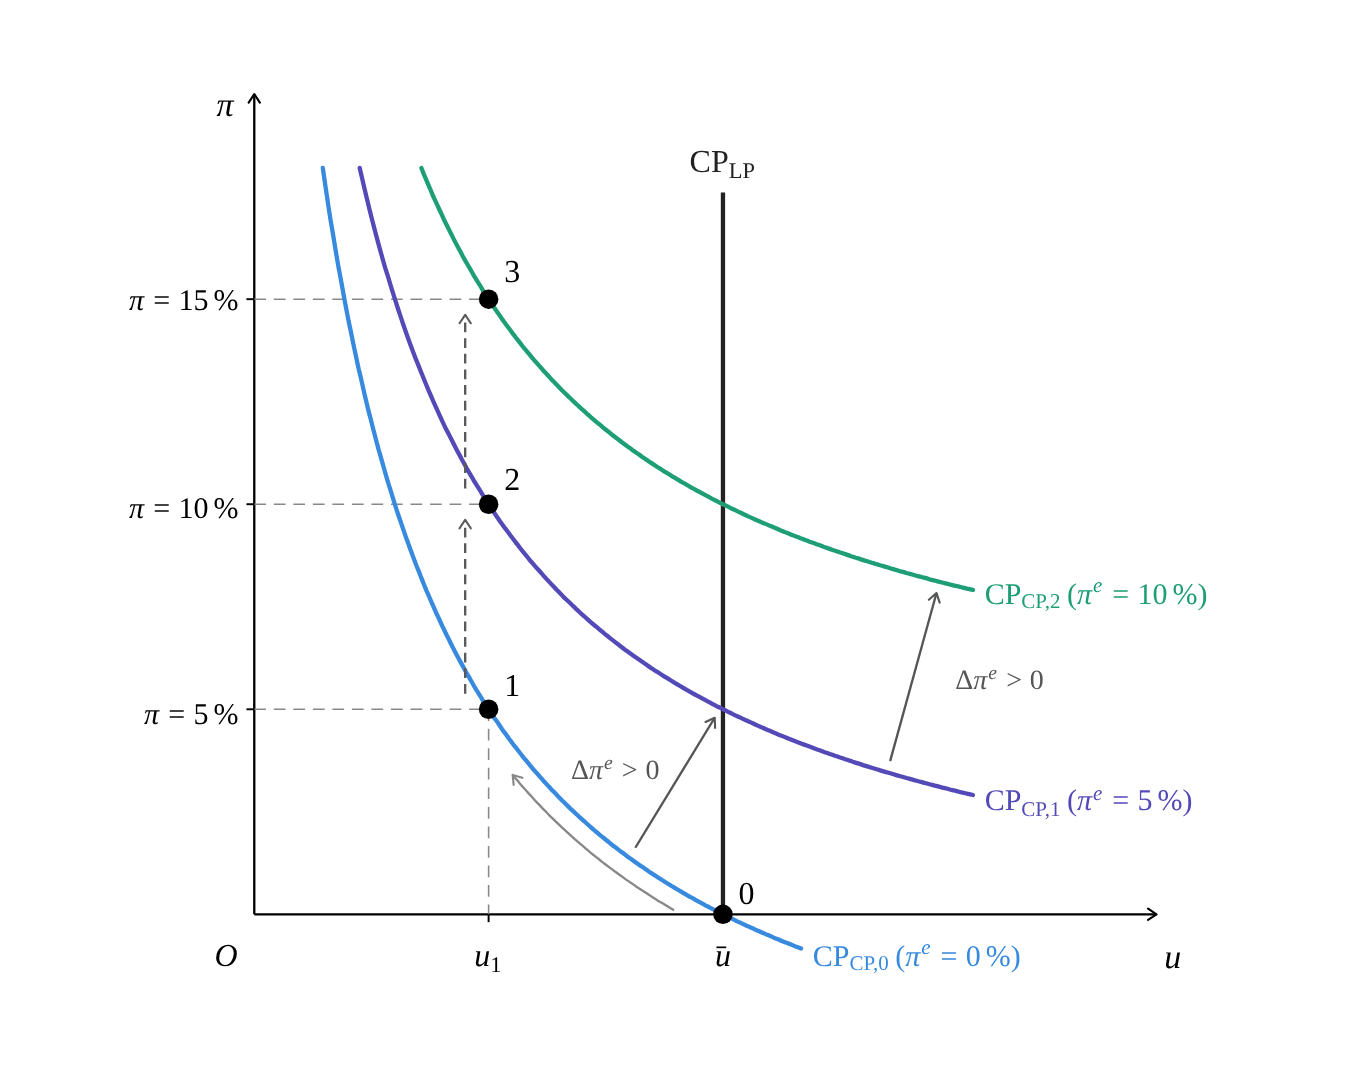 π
CP_LP
3
π = 15 %
2
π = 10 %
CP_CP,2 (π^e = 10 %)
Δπ^e > 0
1
π = 5 %
Δπ^e > 0
CP_CP,1 (π^e = 5 %)
0
O
u_1
ū
CP_CP,0 (π^e = 0 %)
u